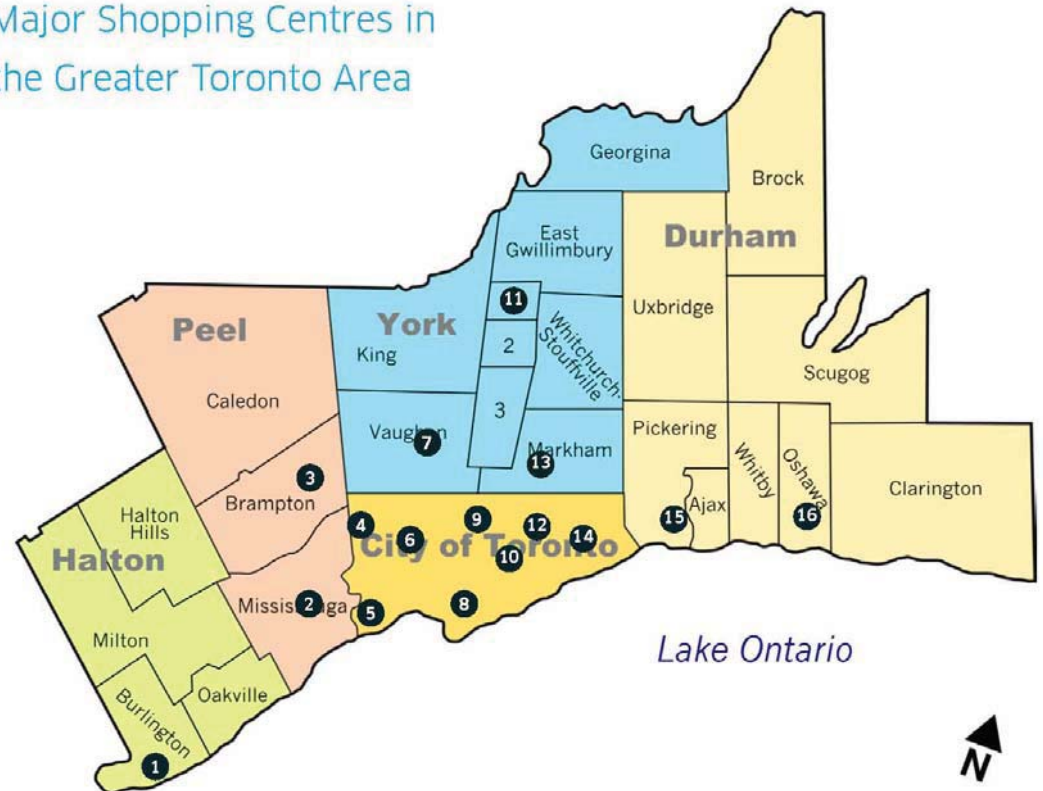 Major Shopping Centres in
the Greater Toronto Area
Georgina
Brock
East
Gwillimbury
Durham
11
Uxbridge
Peel
York
2
Whitchurch-
Stouffville
King
Scugog
Caledon
3
Vaughan
7
Pickering
Markham
13
Whitby
Oshawa
3
Brampton
Clarington
Halton
Hills
4
9
12
14
15
Ajax
16
6
City of Toronto
Halton
10
Mississauga
2
5
8
Milton
Lake Ontario
Oakville
Burlington
1
N